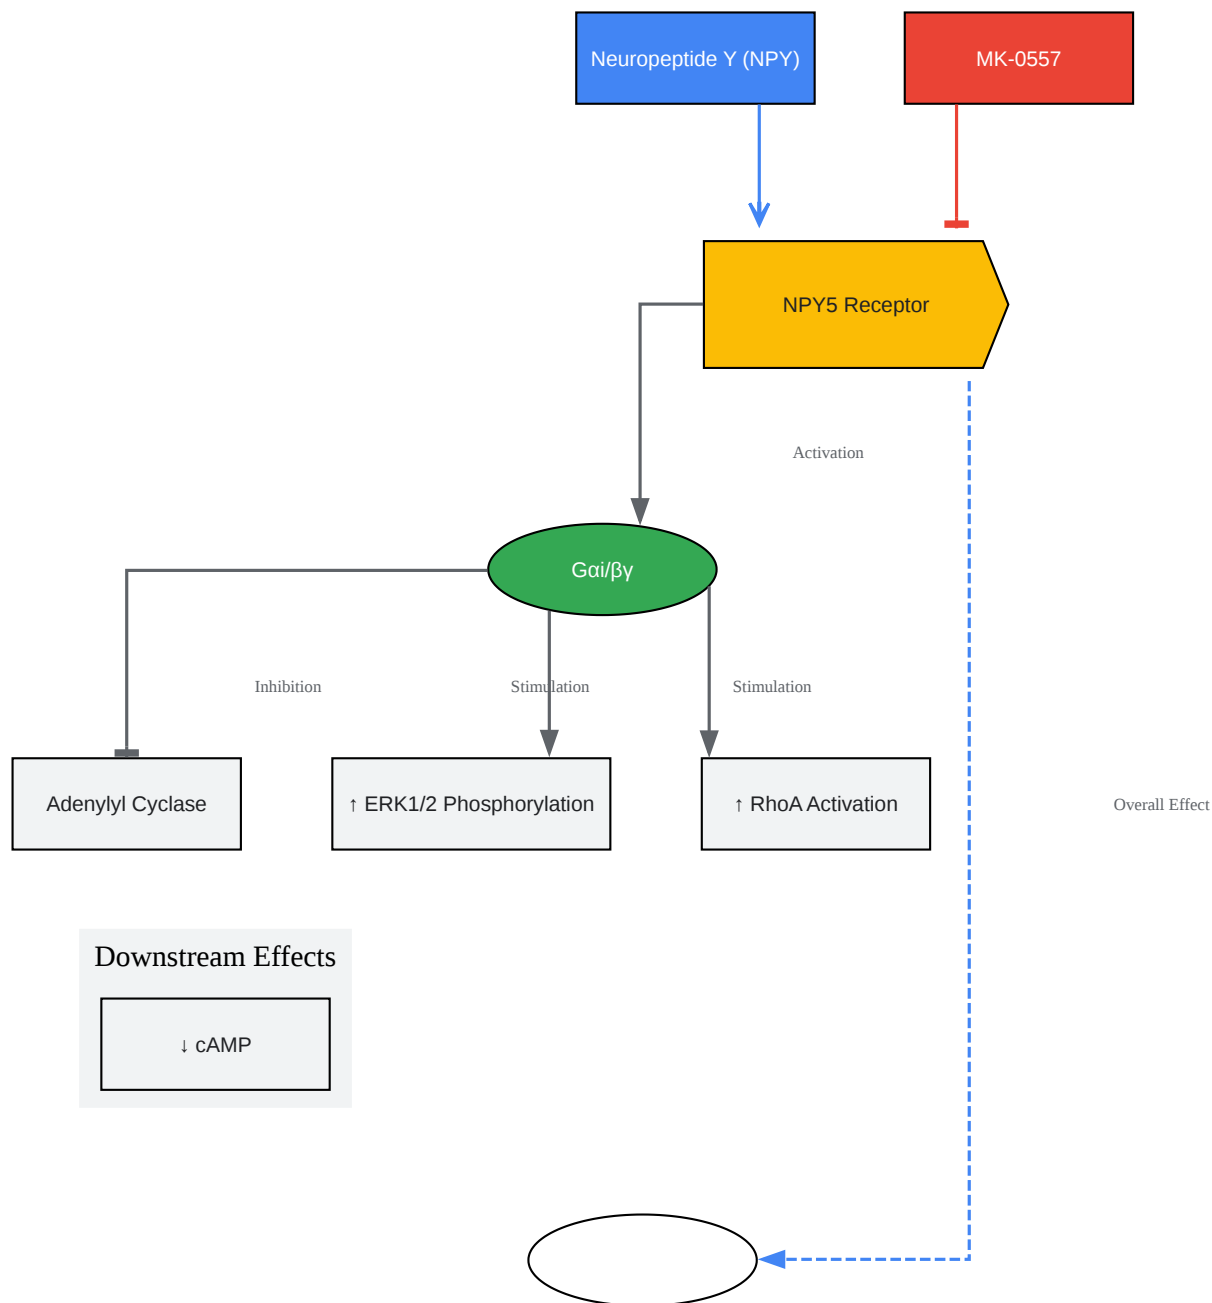 Neuropeptide Y (NPY)
MK-0557
NPY5 Receptor
Activation
Gαi/βγ
Inhibition
Stimulation
Stimulation
Adenylyl Cyclase
↑ ERK1/2 Phosphorylation
↑ RhoA Activation
Overall Effect
Downstream Effects
↓ cAMP